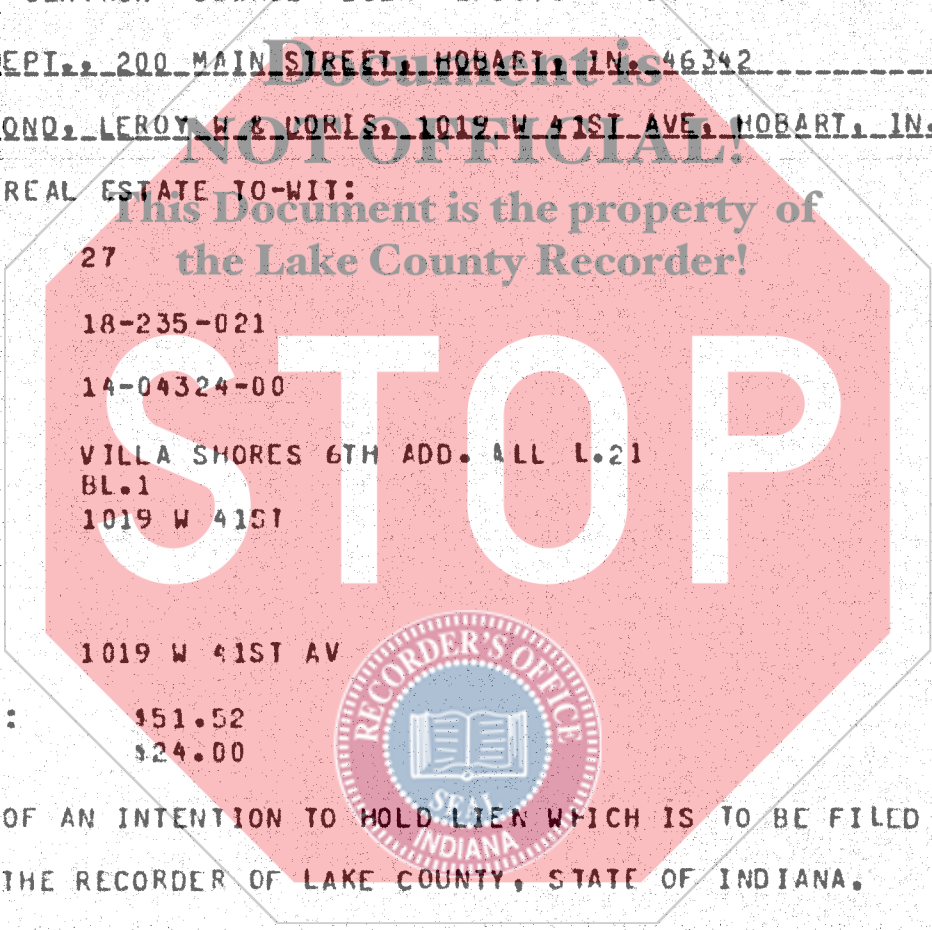 EPT., 200 MAIN STREET, HOBART, IN. 46342
Document is
OND, LEROY W & DORIS, 1019 W 41ST AVE, HOBART, IN.
NOT OFFICIAL!
REAL ESTATE TO-WIT:
This Document is the property of
27
the Lake County Recorder!
18-235-021
STOP
14-04324-00
VILLA SHORES 6TH ADD. ALL L.21
BL.1
1019 W 41ST
1019 W 41ST AV
RECORDER'S OFFICE
: $51.52
$24.00
SEAL
OF AN INTENTION TO HOLD LIEN WHICH IS TO BE FILED
INDIANA
THE RECORDER OF LAKE COUNTY, STATE OF INDIANA.